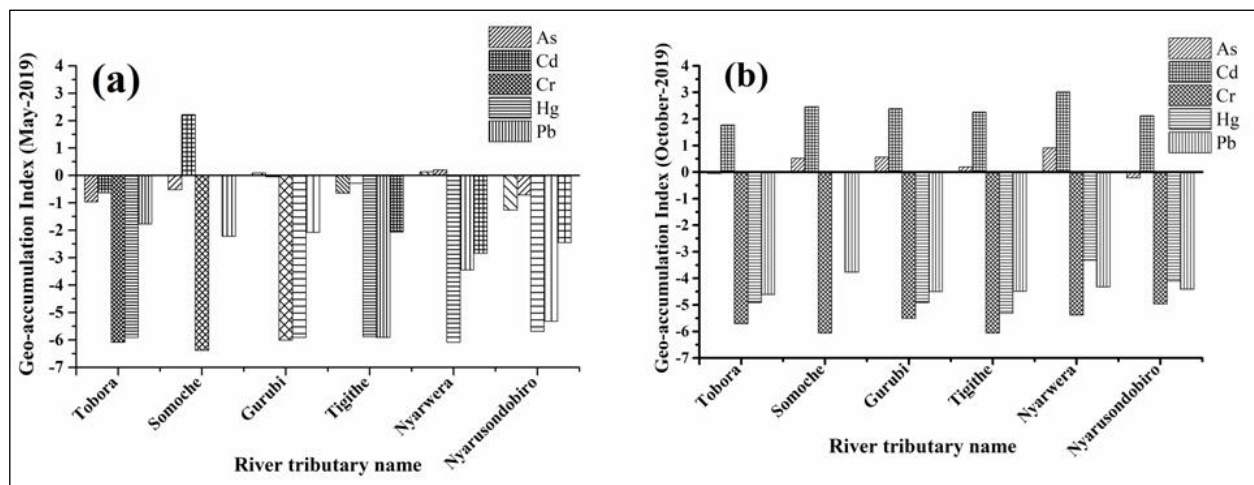 (a)
As
Cd
Cr
Hg
Pb
Geo-accumulation Index (May-2019)
4
3
2
1
0
-1
-2
-3
-4
-5
-6
-7
Tobora
Somoche
Gurubi
Tigithe
Nyarwera
Nyarusondobiro
River tributary name
(b)
As
Cd
Cr
Hg
Pb
Geo-accumulation Index (October-2019)
4
3
2
1
0
-1
-2
-3
-4
-5
-6
-7
Tobora
Somoche
Gurubi
Tigithe
Nyarwera
Nyarusondobiro
River tributary name